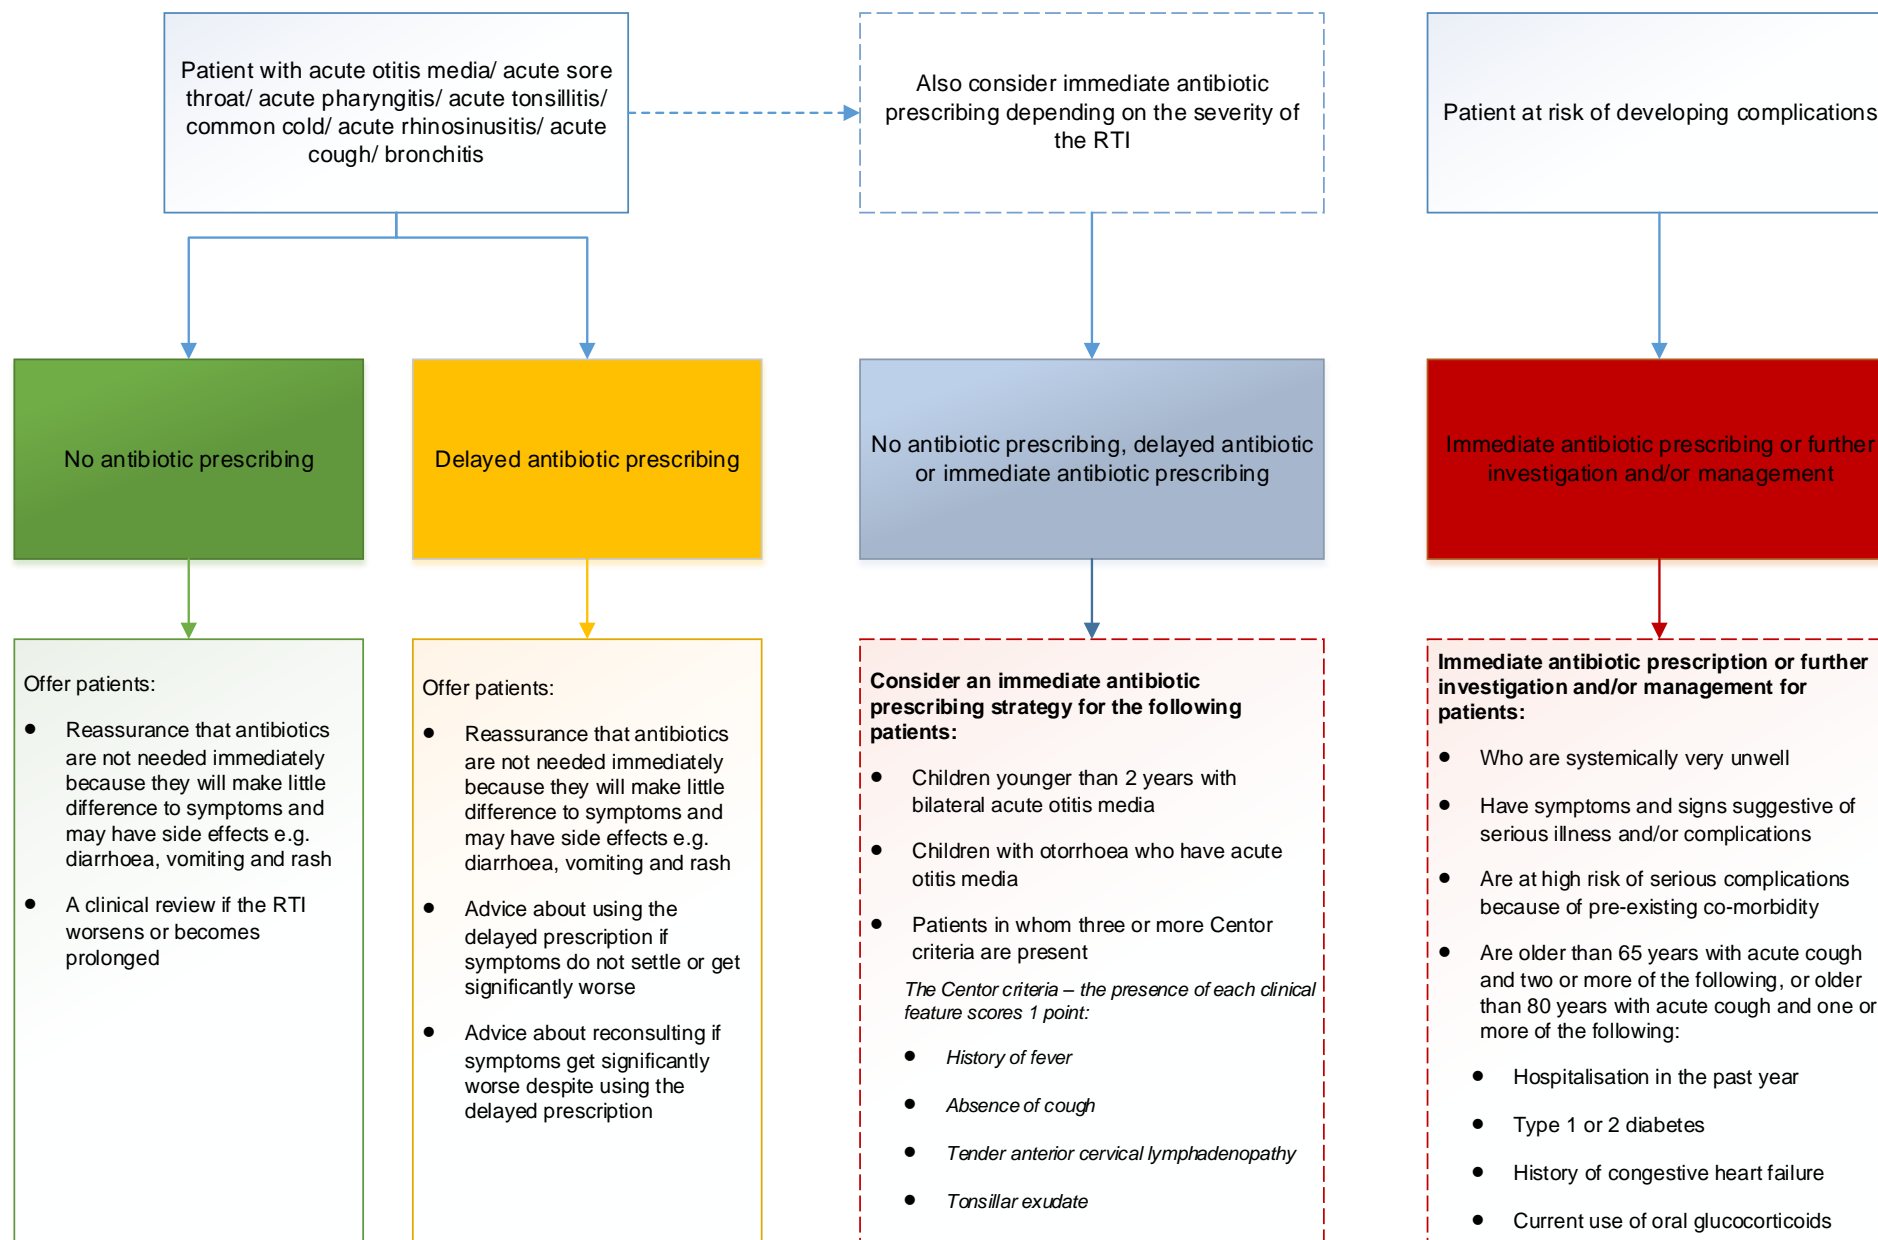 Patient with acute otitis media/ acute sore
throat/ acute pharyngitis/ acute tonsillitis/
common cold/ acute rhinosinusitis/ acute
cough/ bronchitis
Also consider immediate antibiotic
prescribing depending on the severity of
the RTI
Patient at risk of developing complications
No antibiotic prescribing
Delayed antibiotic prescribing
No antibiotic prescribing, delayed antibiotic
or immediate antibiotic prescribing
Immediate antibiotic prescribing or further
investigation and/or management
Offer patients:
● Reassurance that antibiotics
are not needed immediately
because they will make little
difference to symptoms and
may have side effects e.g.
diarrhoea, vomiting and rash
● A clinical review if the RTI
worsens or becomes
prolonged
Offer patients:
● Reassurance that antibiotics
are not needed immediately
because they will make little
difference to symptoms and
may have side effects e.g.
diarrhoea, vomiting and rash
● Advice about using the
delayed prescription if
symptoms do not settle or get
significantly worse
● Advice about reconsulting if
symptoms get significantly
worse despite using the
delayed prescription
Consider an immediate antibiotic
prescribing strategy for the following
patients:
● Children younger than 2 years with
bilateral acute otitis media
● Children with otorrhoea who have acute
otitis media
● Patients in whom three or more Centor
criteria are present
The Centor criteria – the presence of each clinical
feature scores 1 point:
● History of fever
● Absence of cough
● Tender anterior cervical lymphadenopathy
● Tonsillar exudate
Immediate antibiotic prescription or further
investigation and/or management for
patients:
● Who are systemically very unwell
● Have symptoms and signs suggestive of
serious illness and/or complications
● Are at high risk of serious complications
because of pre-existing co-morbidity
● Are older than 65 years with acute cough
and two or more of the following, or older
than 80 years with acute cough and one or
more of the following:
● Hospitalisation in the past year
● Type 1 or 2 diabetes
● History of congestive heart failure
● Current use of oral glucocorticoids